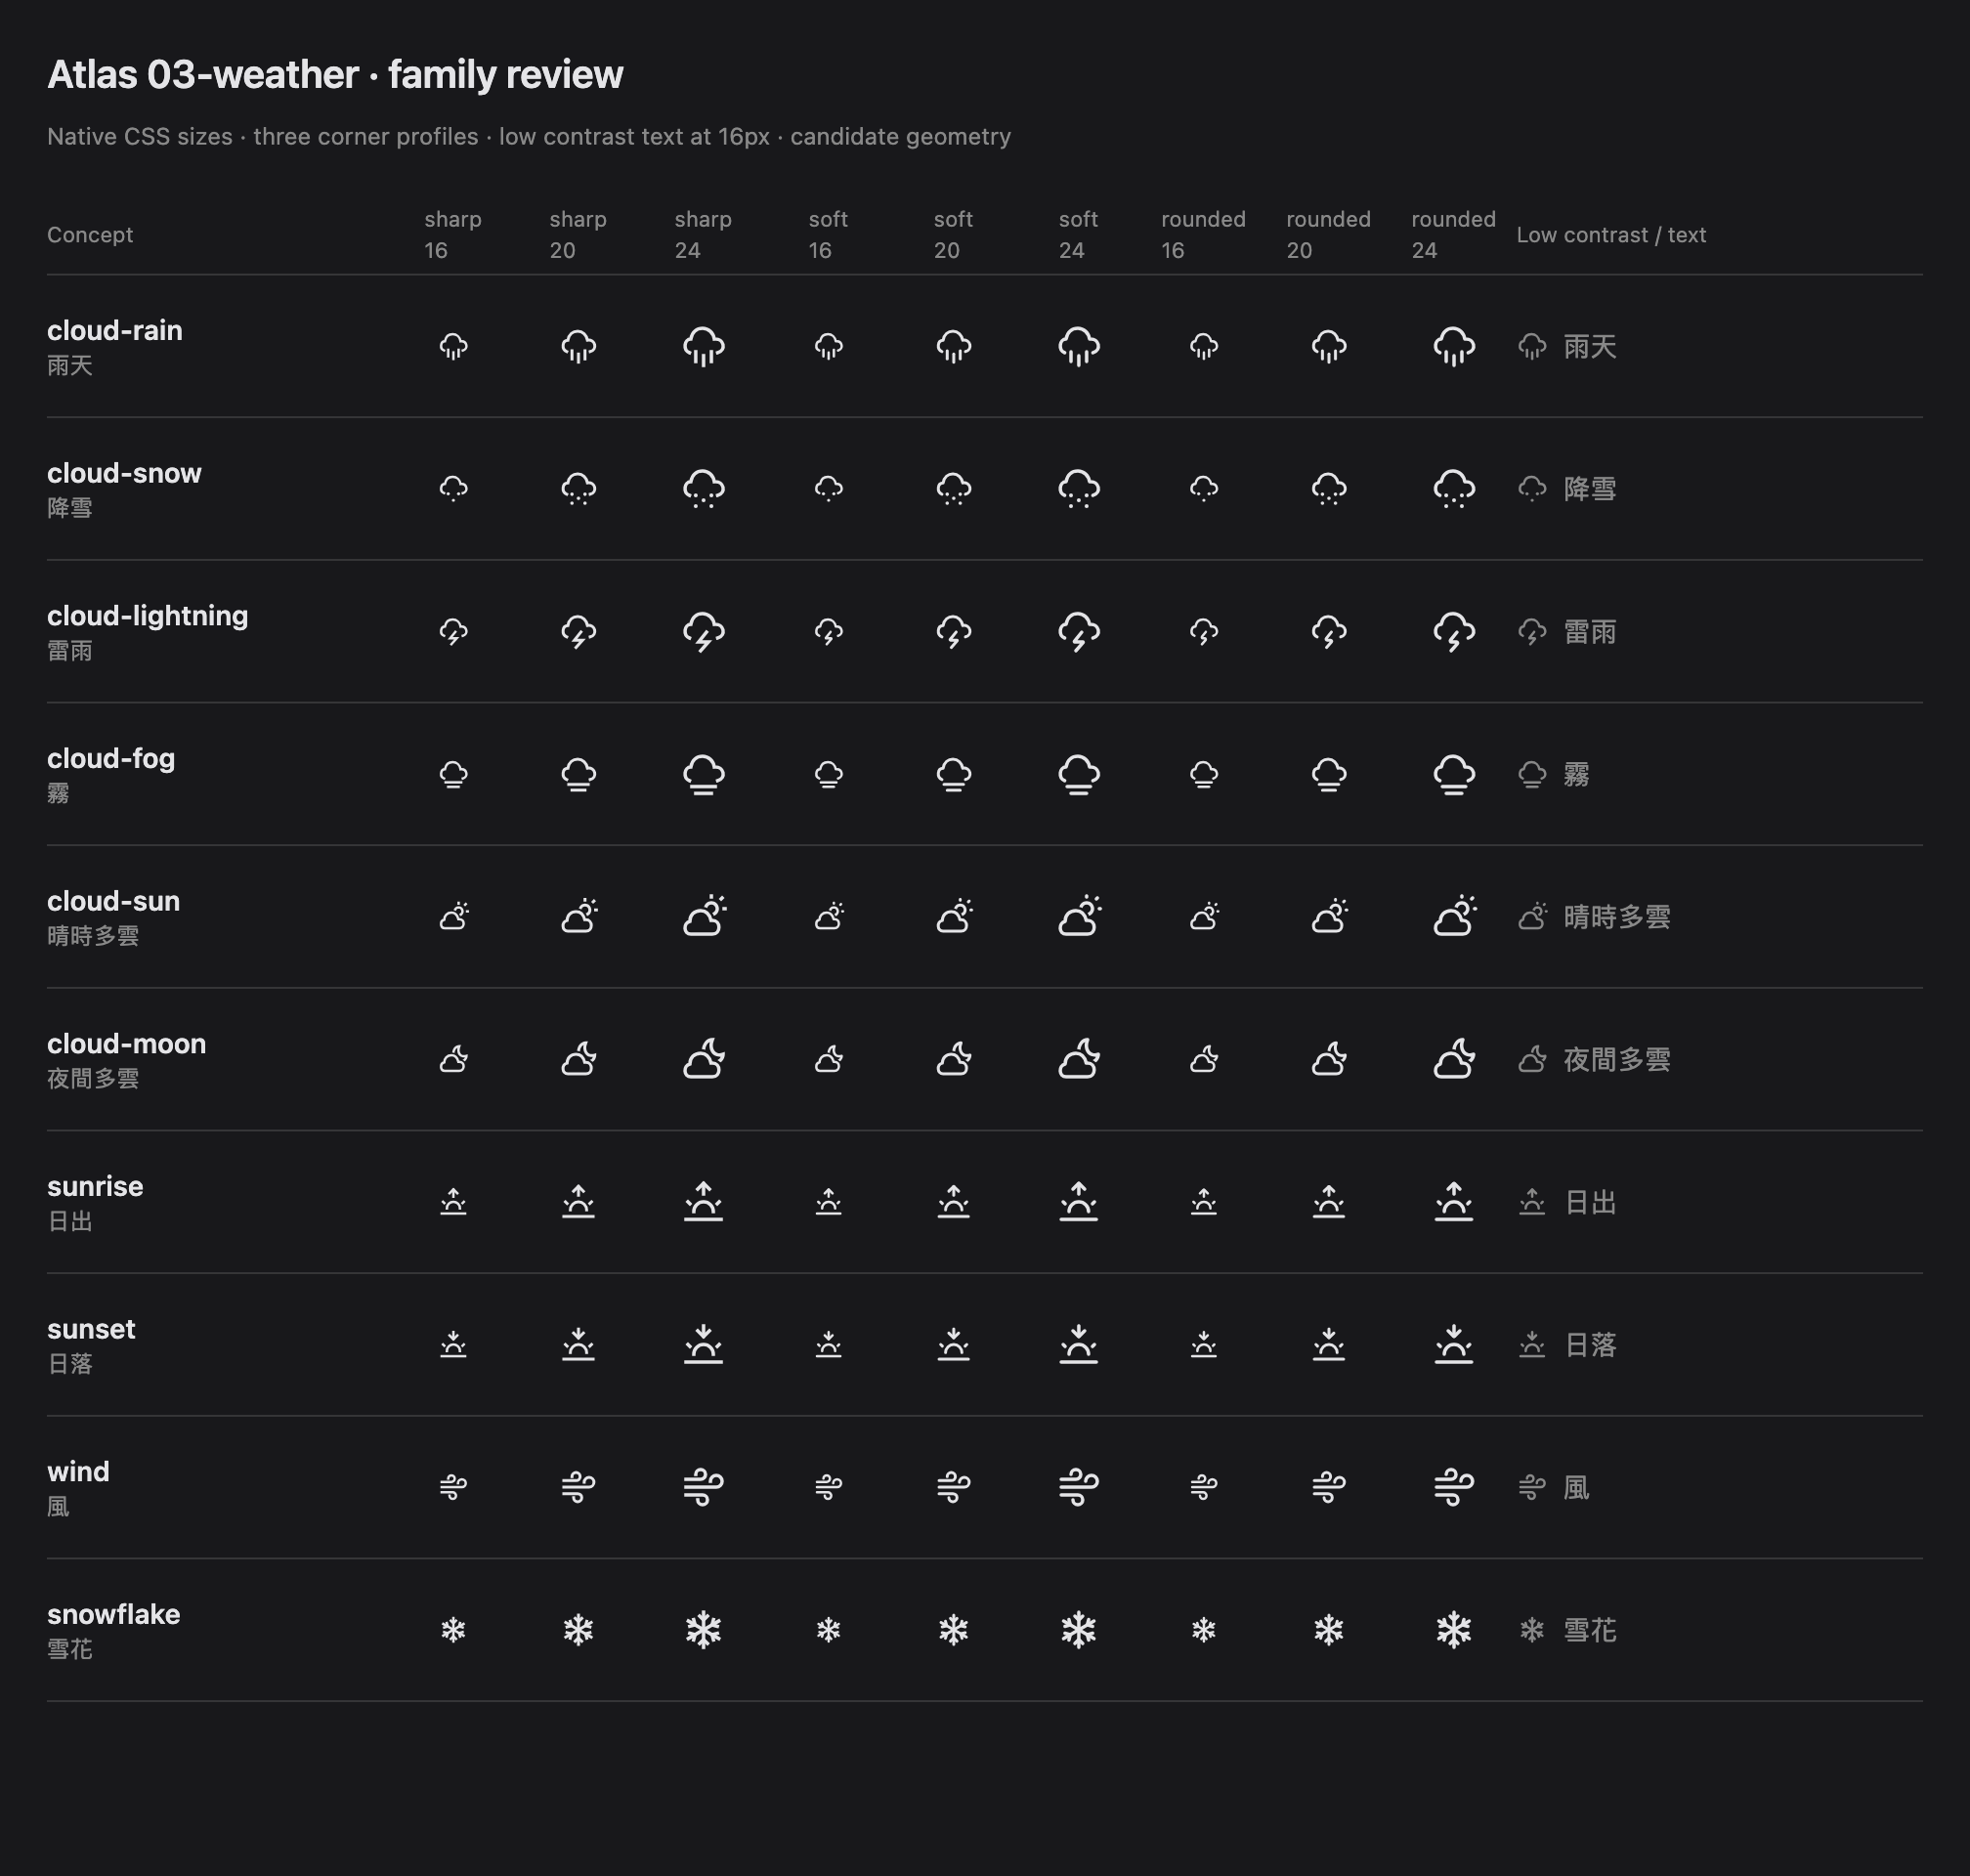 Atlas 03-weather · family review
Native CSS sizes · three corner profiles · low contrast text at 16px · candidate geometry
Concept
sharp 16
sharp 20
sharp 24
soft 16
soft 20
soft 24
rounded 16
rounded 20
rounded 24
Low contrast / text
cloud-rain
雨天
雨天
cloud-snow
降雪
降雪
cloud-lightning
雷雨
雷雨
cloud-fog
霧
霧
cloud-sun
晴時多雲
晴時多雲
cloud-moon
夜間多雲
夜間多雲
sunrise
日出
日出
sunset
日落
日落
wind
風
風
snowflake
雪花
雪花